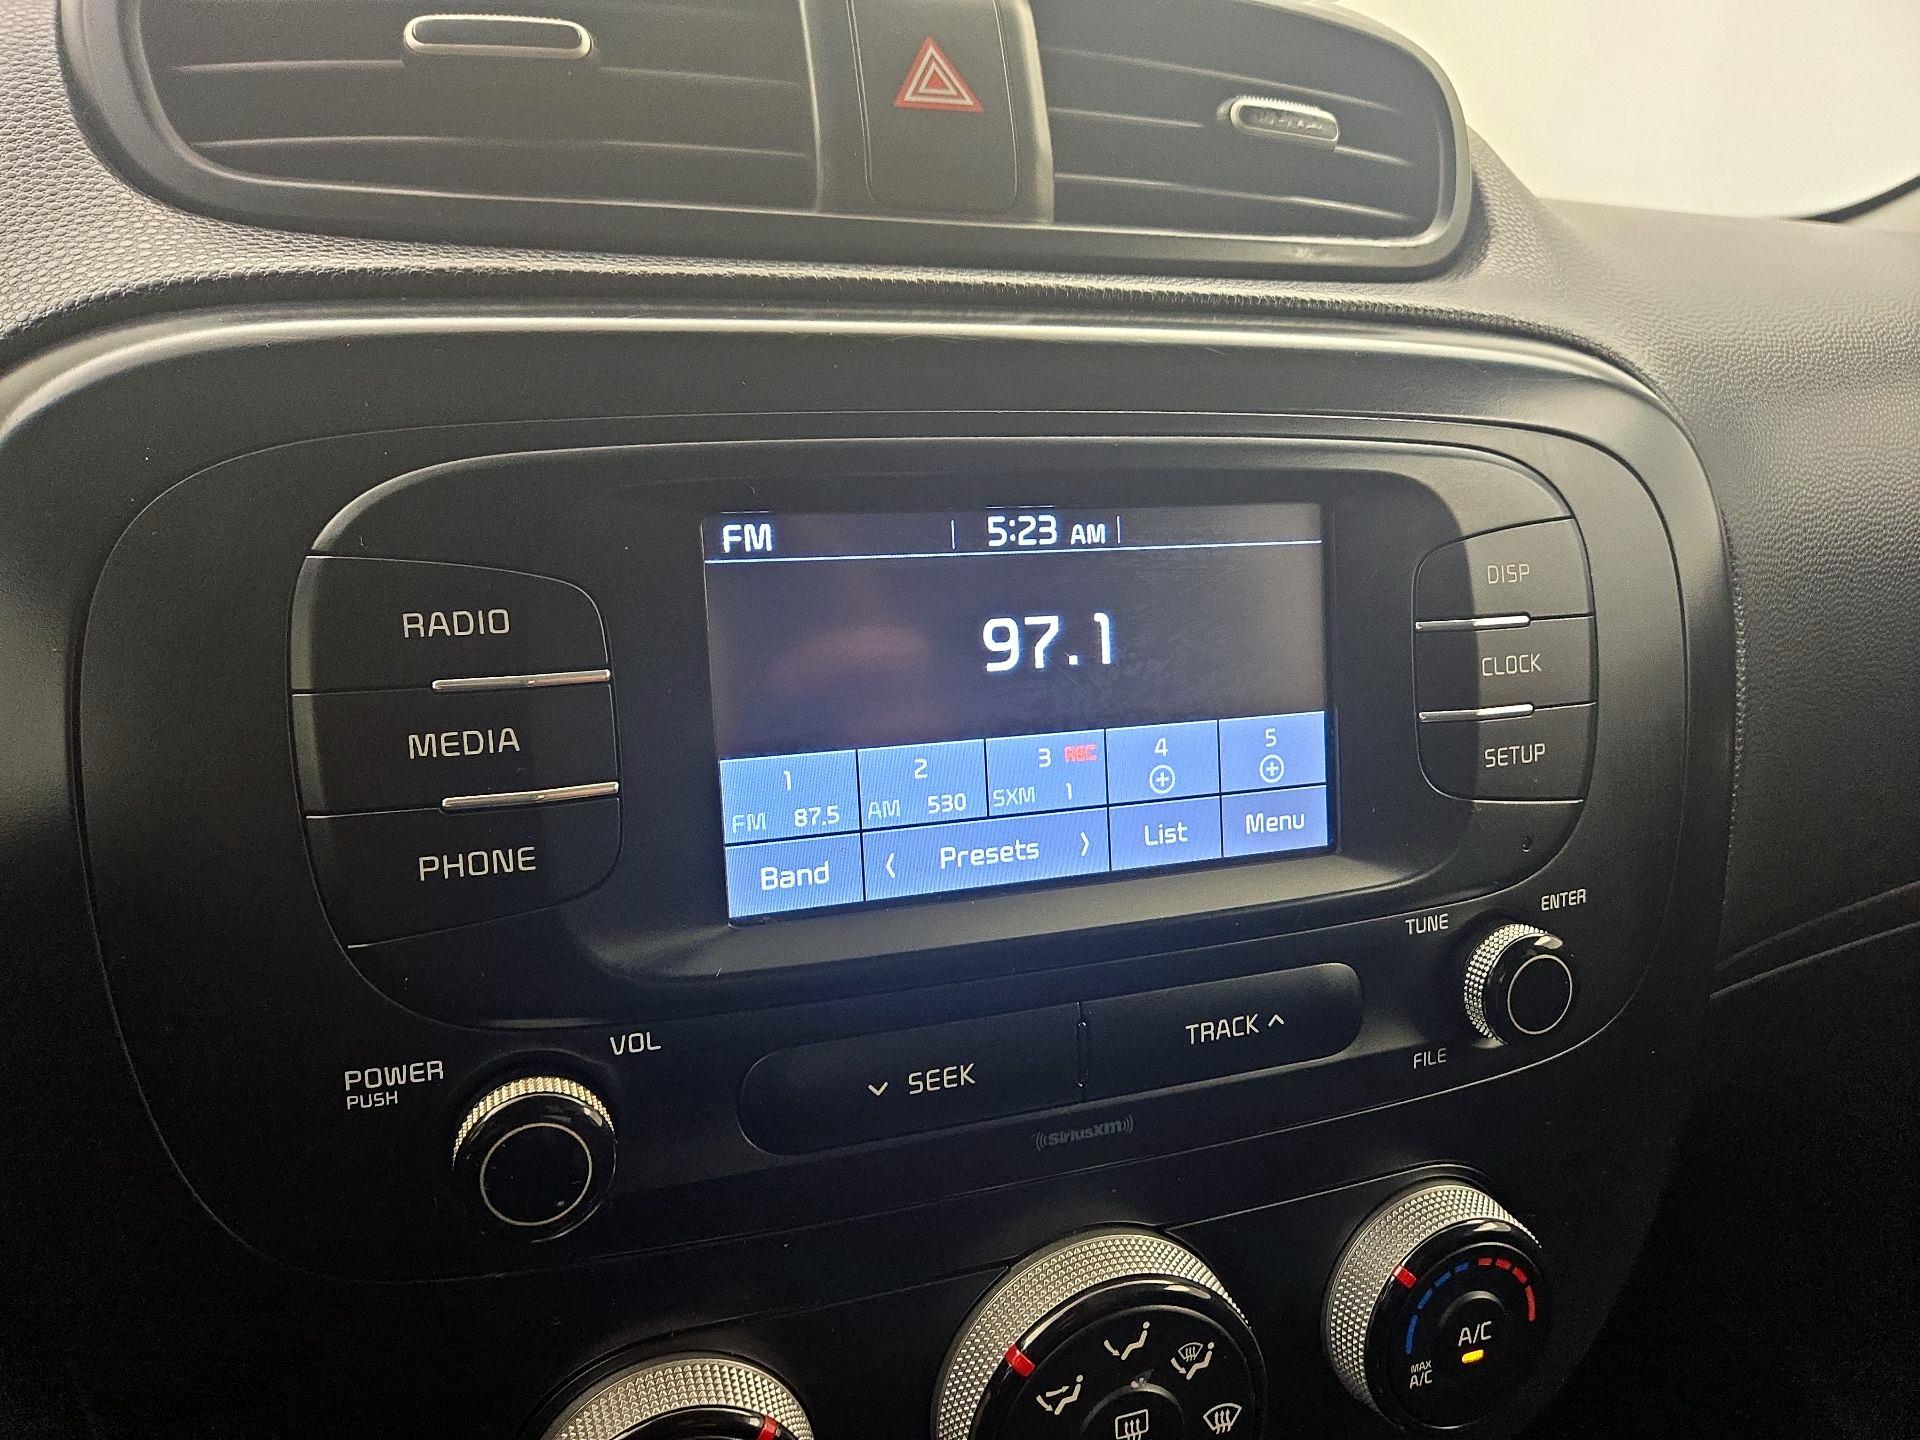 FM 5:23 AM
97.1
1 2 3 REC 4 5
FM 87.5 AM 530 SXM 1
Band Presets List Menu
RADIO
MEDIA
PHONE
DISP
CLOCK
SETUP
TUNE
ENTER
FILE
VOL
POWER
PUSH
SEEK
TRACK
SiriusXM
A/C
MAX
A/C